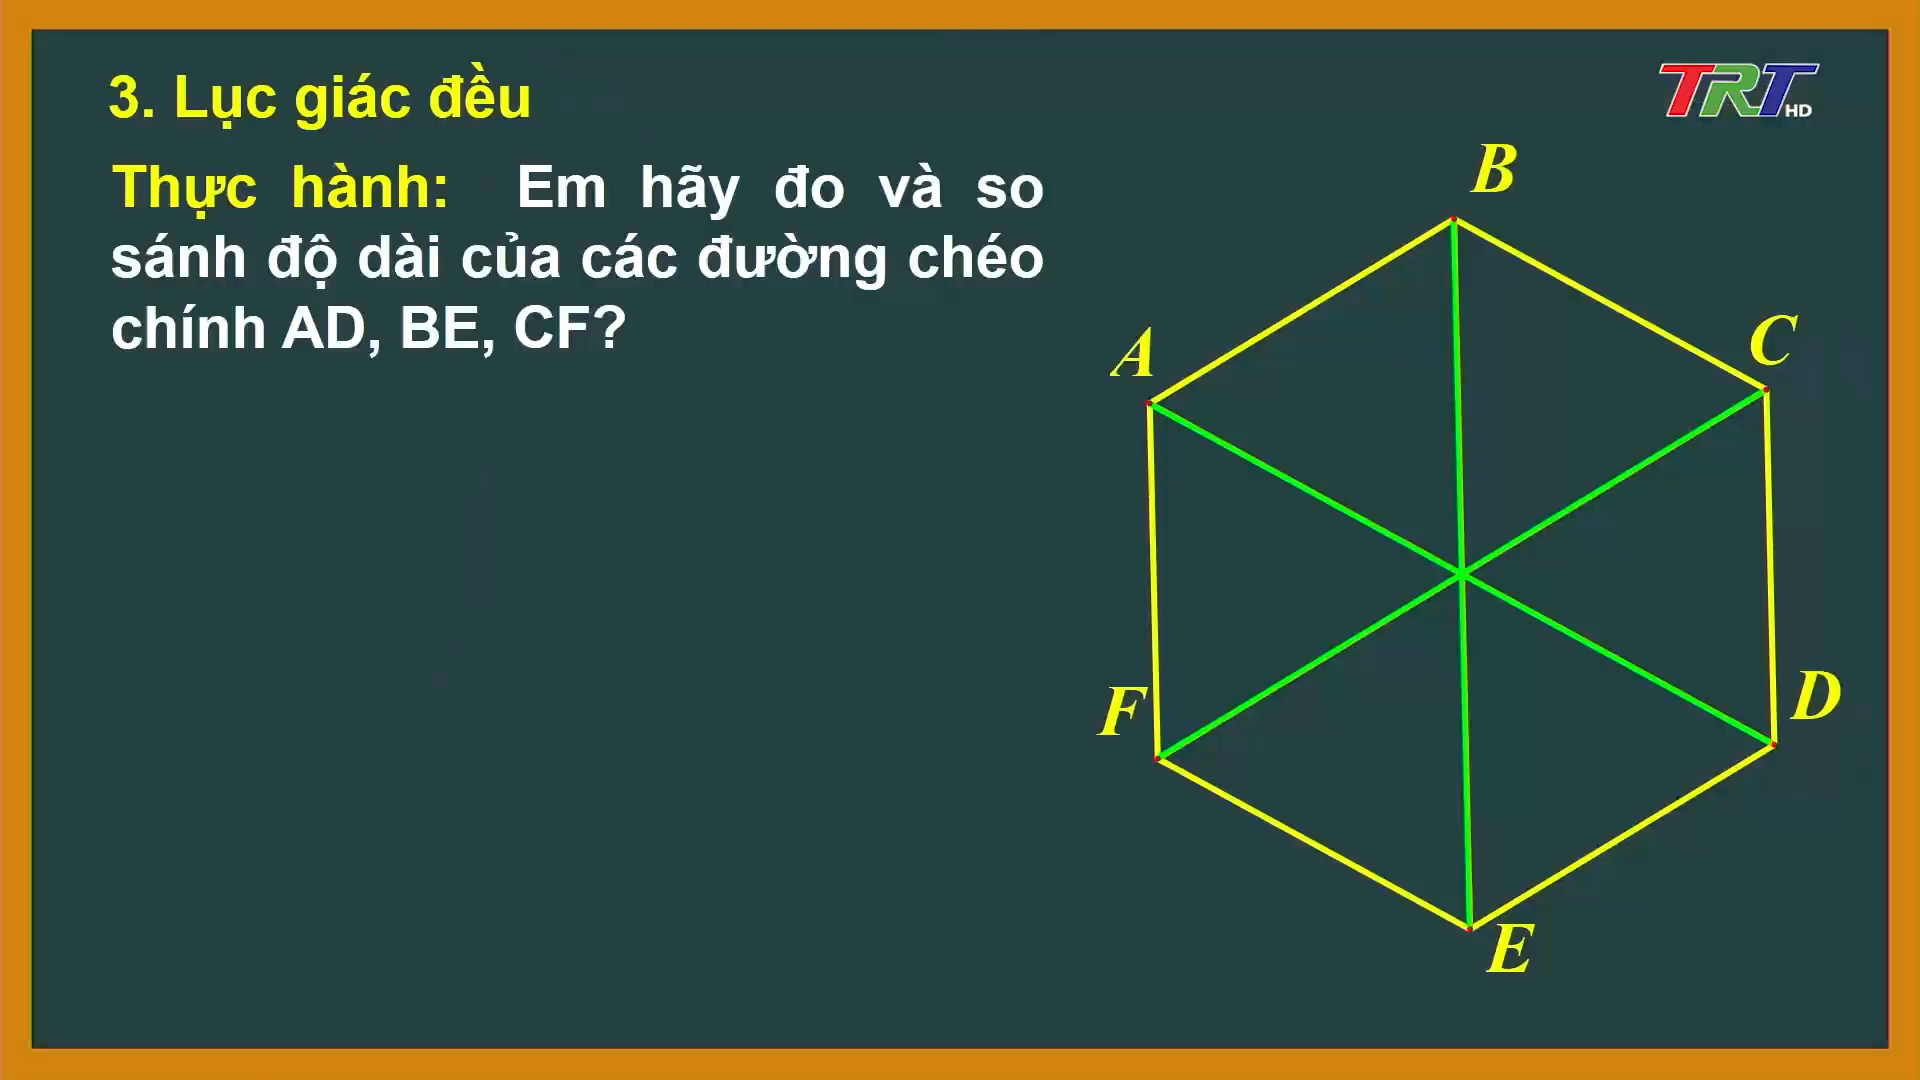 3. Lục giác đều
TRT HD
Thực hành: Em hãy đo và so
sánh độ dài của các đường chéo
chính AD, BE, CF?
B
C
A
D
F
E